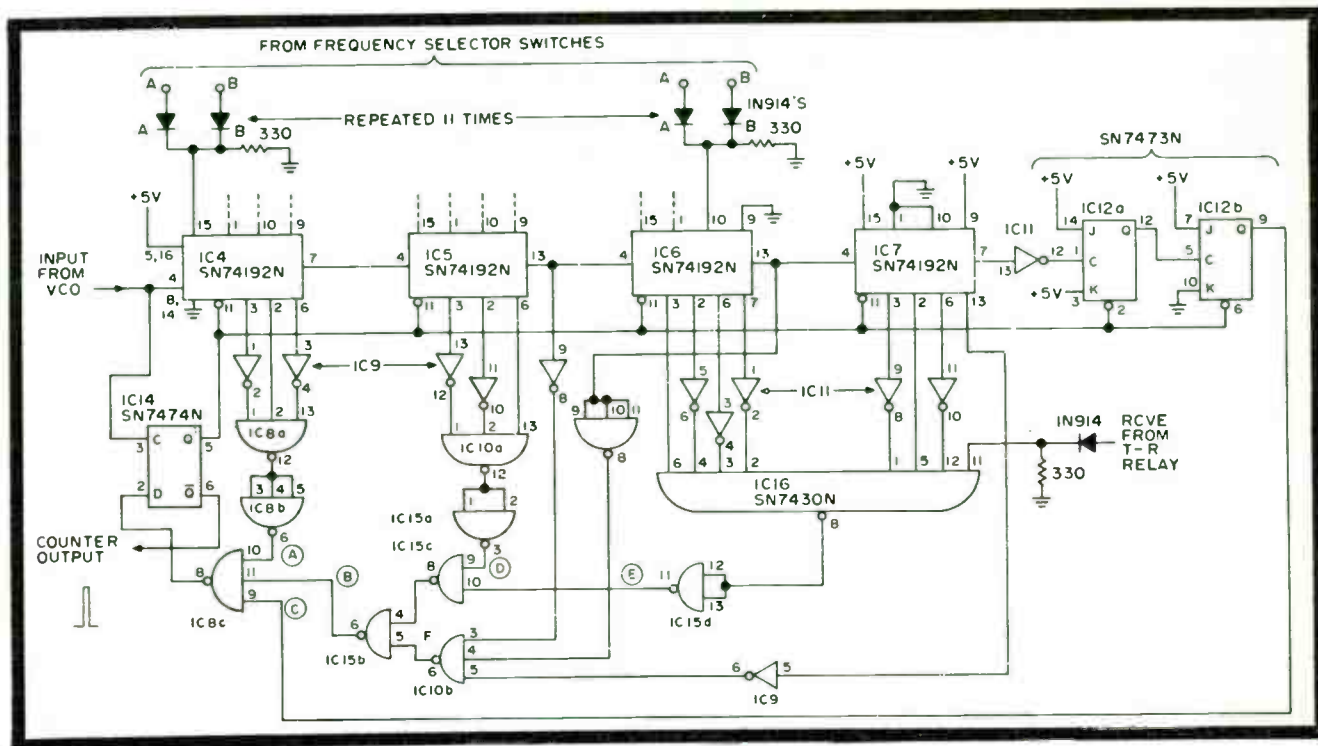 FROM FREQUENCY SELECTOR SWITCHES
A B A B
A B 330 REPEATED 11 TIMES A B 330
1N914'S
SN7473N
+5V +5V +5V +5V +5V
15 1 10 9 15 1 10 9 15 1 10 9 15 1 10 9
IC12a IC12b
14 J Q 12 7 J Q 9
INPUT FROM VCO
5,16
4
8, 14
IC4 SN74192N
7 4
IC5 SN74192N
13 4
IC6 SN74192N
13 4
IC7 SN74192N
7
IC11
13 12
1 C 5 C
+5V 3 K 10 K
2 6
11 3 2 6 11 3 2 6 11 3 2 6 7 11 3 2 6 13
1 3 13 11 9 5 3 1 9 11
IC9
IC11
2 4 12 10 8 6 4 2 8 10
IC14 SN7474N
3 C Q 5
2 D Q 6
1 2 13
IC8a
12
3 4 5
IC8b
6
A
1 2 13
IC10a
12
1 2
IC15a
3
D
9 10 11
8
6 4 3 2 1 5 12 11
IC16 SN7430N
8
1N914
330
RCVE FROM T-R RELAY
COUNTER OUTPUT
8 10 11 9
IC8c
B
C
IC15c
8 9 10
E
11 12 13
IC15d
6 4 5
IC15b
F
6 3 4 5
IC10b
6 5
IC9